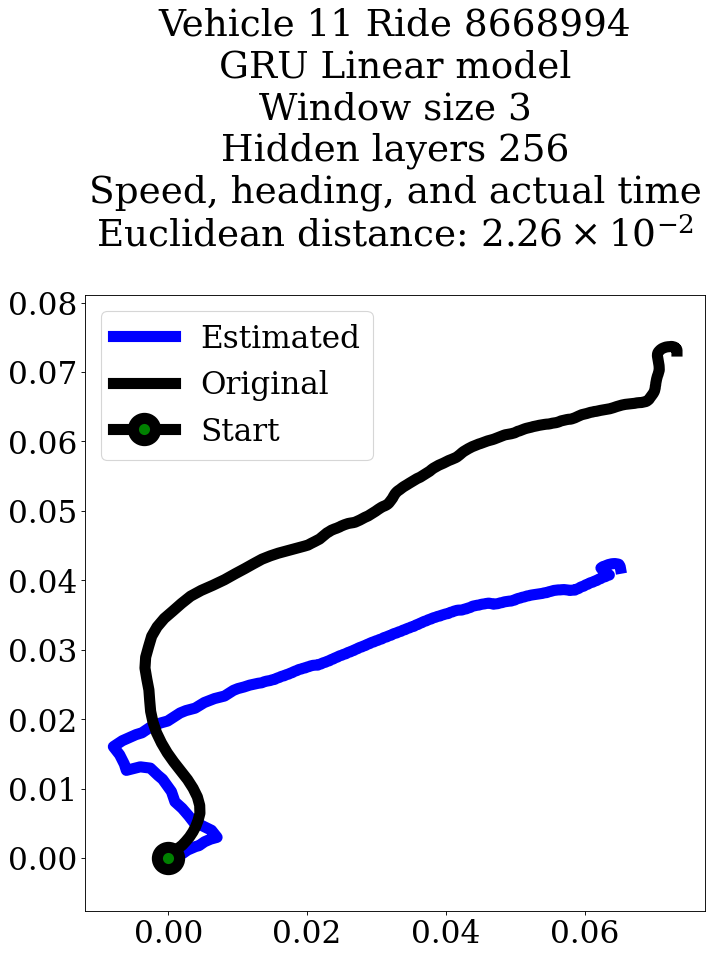 Vehicle 11 Ride 8668994
GRU Linear model
Window size 3
Hidden layers 256
Speed, heading, and actual time
Euclidean distance: 2.26 × 10⁻²
0.08
0.07
0.06
0.05
0.04
0.03
0.02
0.01
0.00
Estimated
Original
Start
0.00 0.02 0.04 0.06